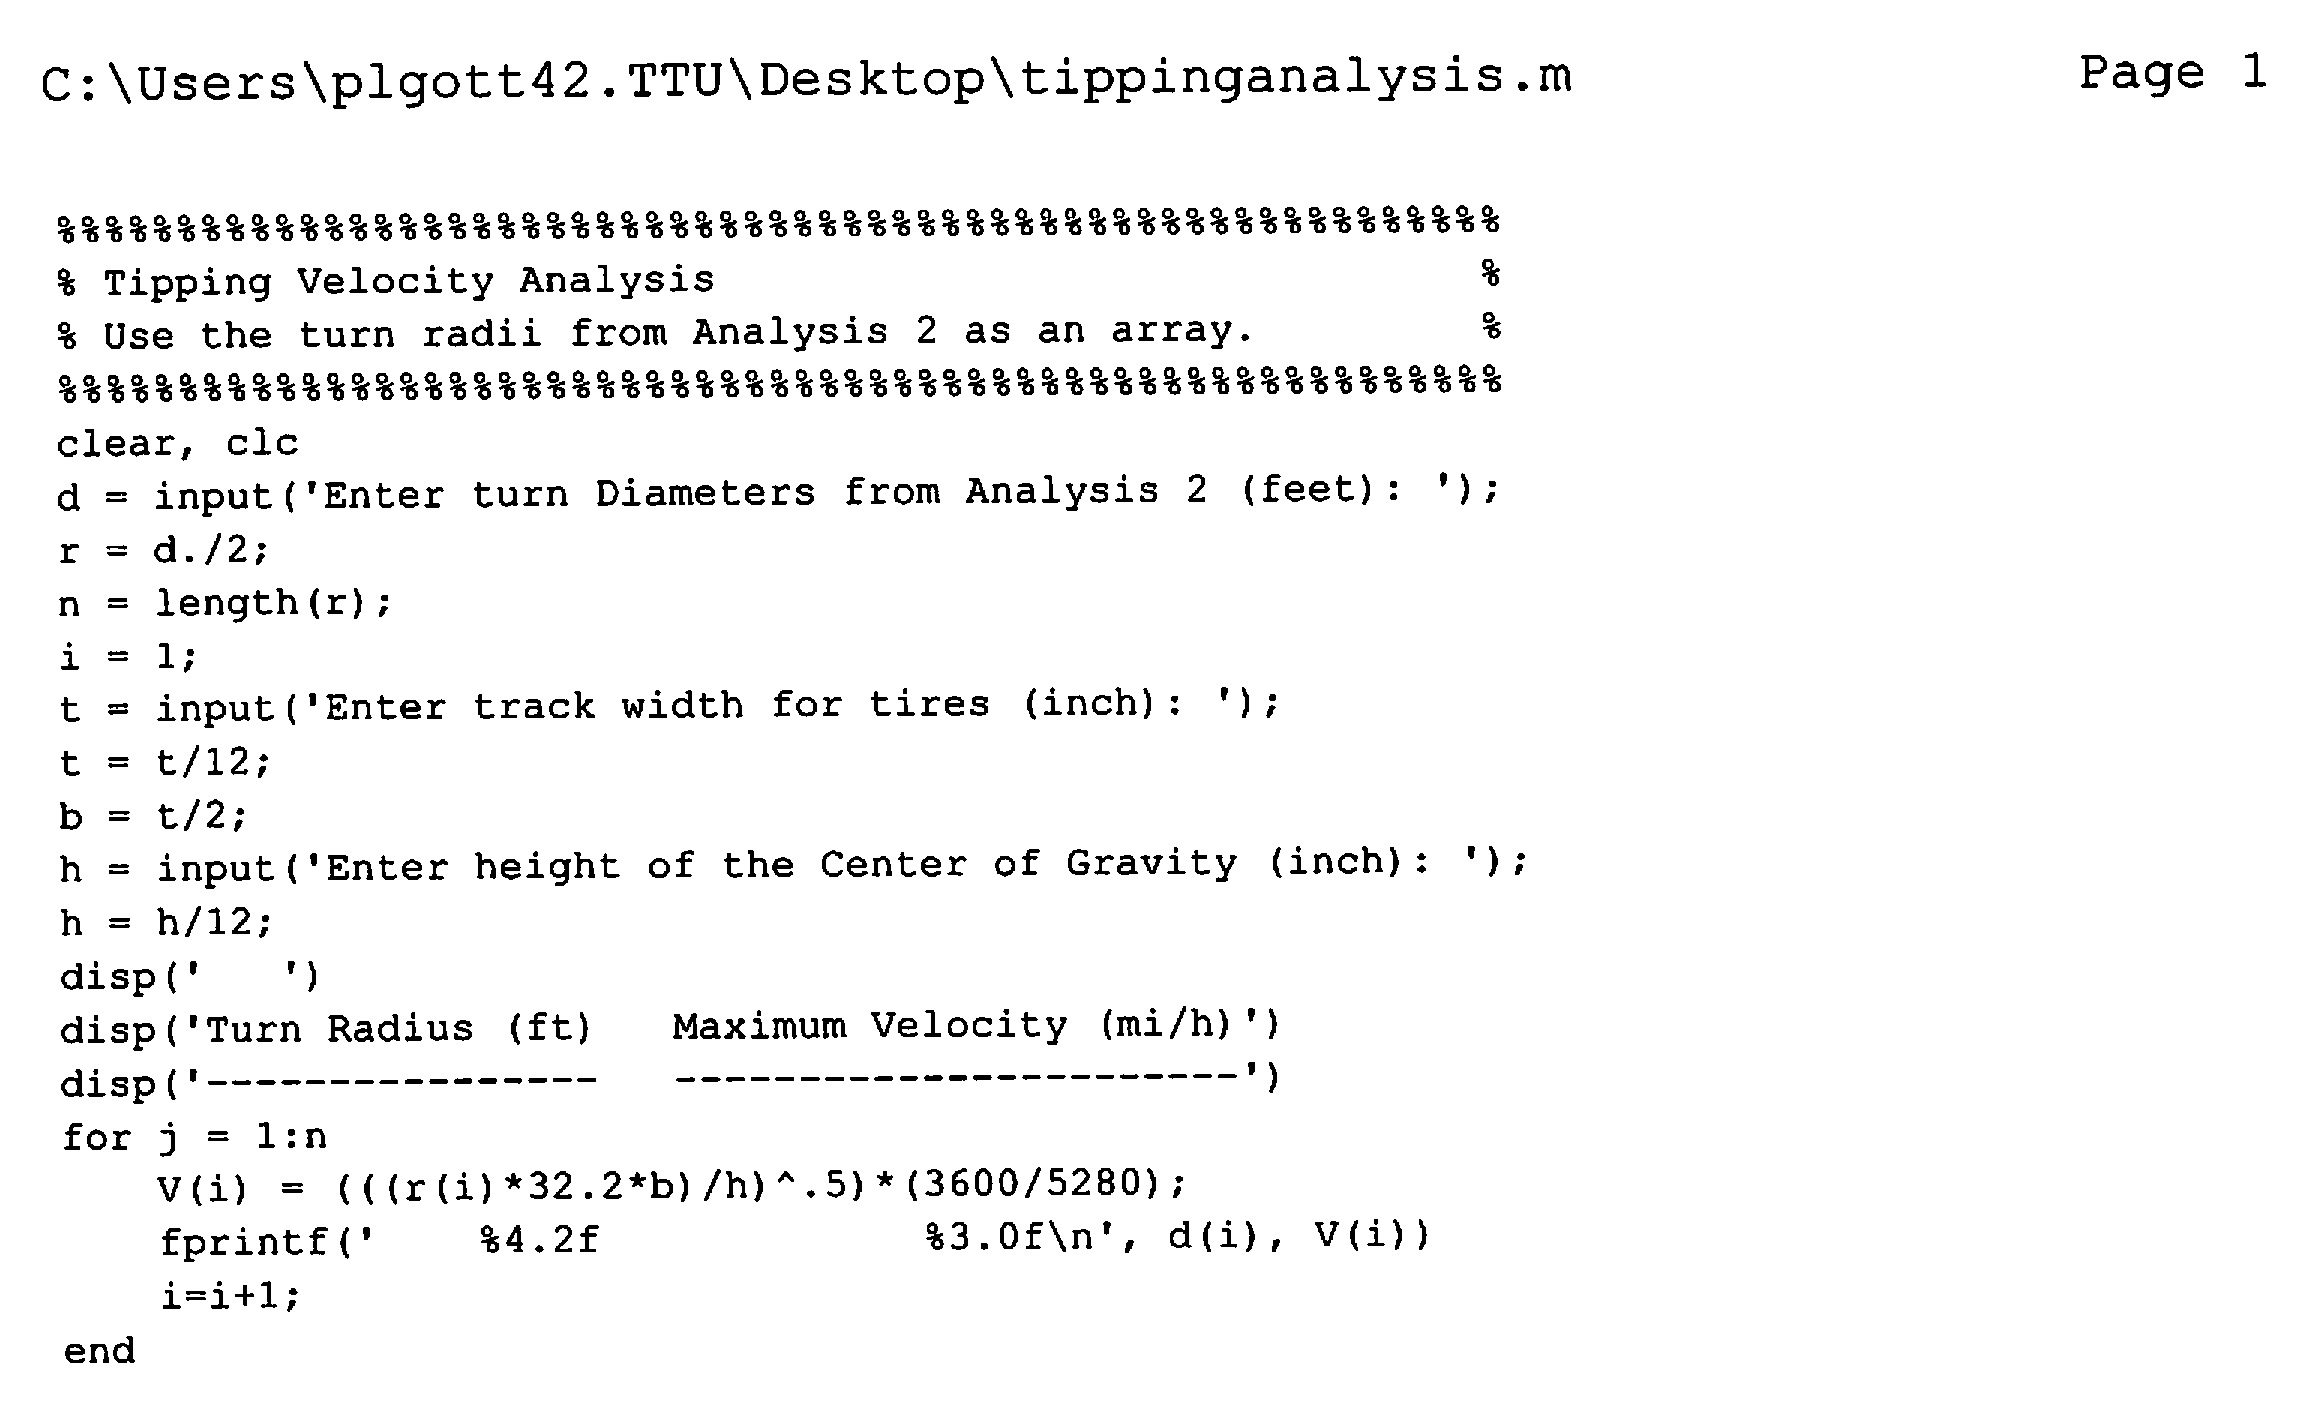 C:\Users\plgott42.TTU\Desktop\tippinganalysis.m Page 1
%%%%%%%%%%%%%%%%%%%%%%%%%%%%%%%%%%%%%%%%%%%%%%%%%%%%%%%%%%%
% Tipping Velocity Analysis                                %
% Use the turn radii from Analysis 2 as an array.          %
%%%%%%%%%%%%%%%%%%%%%%%%%%%%%%%%%%%%%%%%%%%%%%%%%%%%%%%%%%%
clear, clc
d = input('Enter turn Diameters from Analysis 2 (feet): ');
r = d./2;
n = length(r);
i = 1;
t = input('Enter track width for tires (inch): ');
t = t/12;
b = t/2;
h = input('Enter height of the Center of Gravity (inch): ');
h = h/12;
disp('   ')
disp('Turn Radius (ft)   Maximum Velocity (mi/h)')
disp('----------------   -----------------------')
for j = 1:n
    V(i) = (((r(i)*32.2*b)/h)^.5)*(3600/5280);
    fprintf('    %4.2f             %3.0f\n', d(i), V(i))
    i=i+1;
end